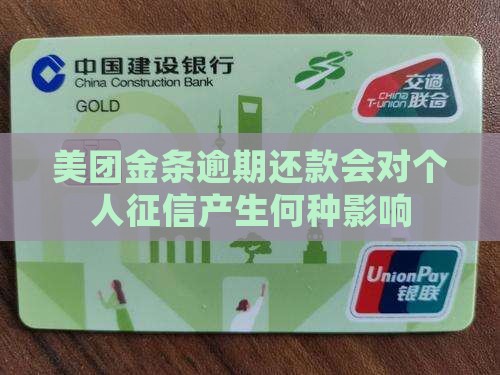 中国建设银行
China Construction Bank
GOLD
交通
CHINA
T-UNION 联合
美团金条逾期还款会对个
人征信产生何种影响
UnionPay
银联